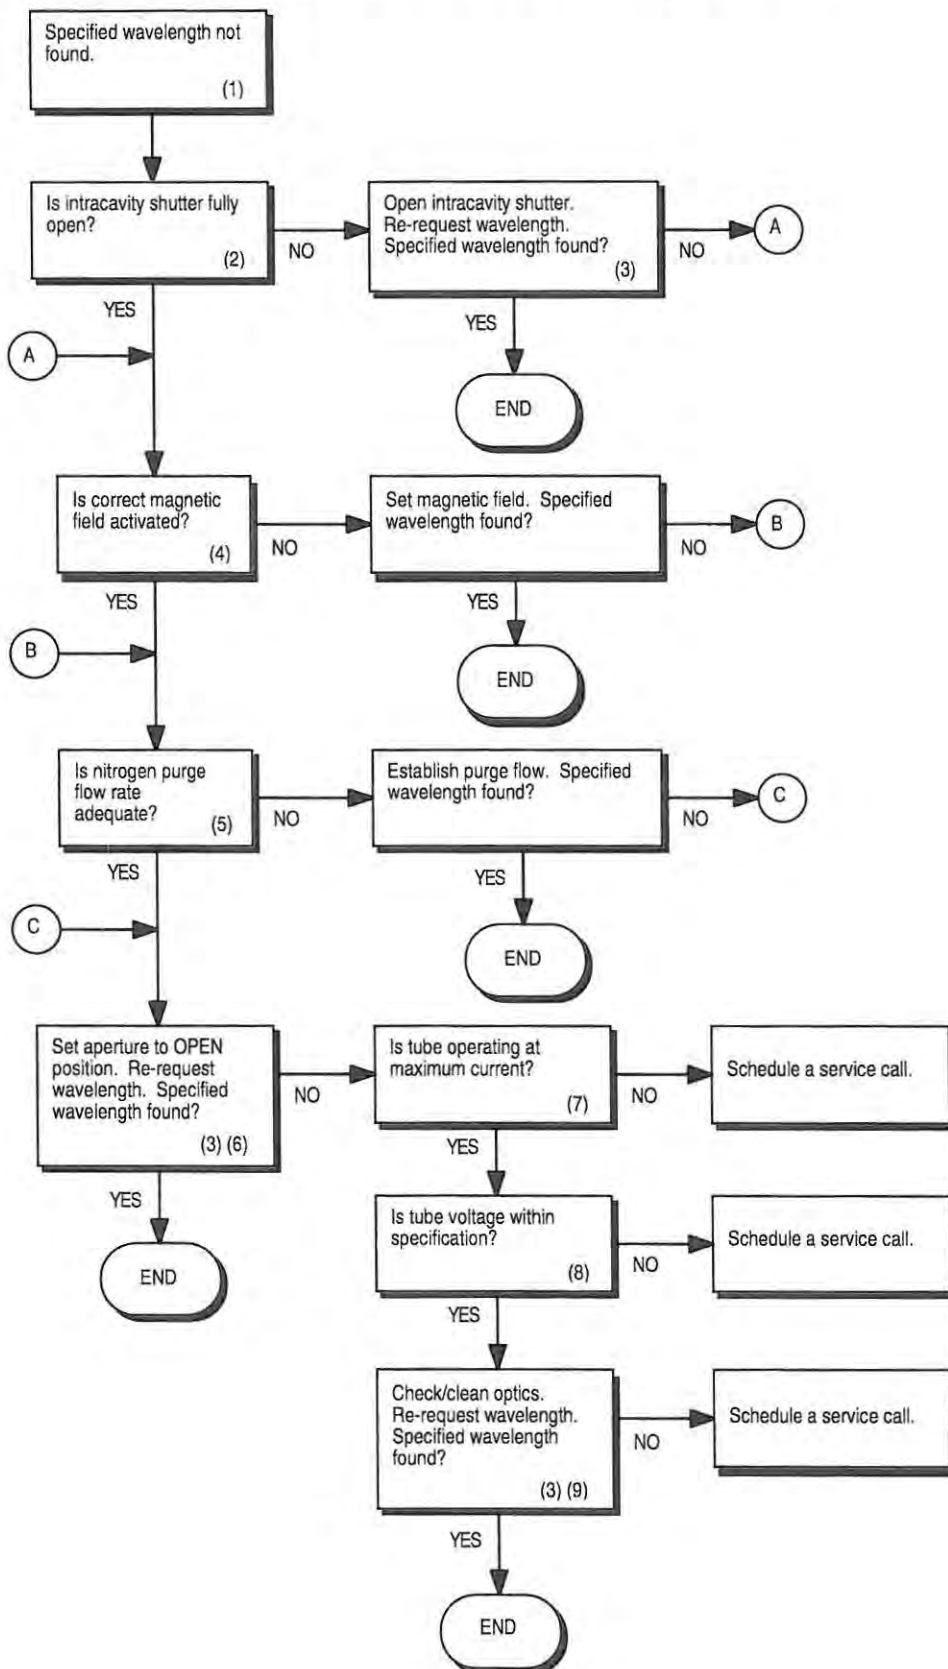 Specified wavelength not
found.
(1)
Is intracavity shutter fully
open?
(2)
NO
Open intracavity shutter.
Re-request wavelength.
Specified wavelength found?
(3)
NO
A
YES
YES
A
END
Is correct magnetic
field activated?
(4)
NO
Set magnetic field. Specified
wavelength found?
NO
B
YES
YES
B
END
Is nitrogen purge
flow rate
adequate?
(5)
NO
Establish purge flow. Specified
wavelength found?
NO
C
YES
YES
C
END
Set aperture to OPEN
position. Re-request
wavelength. Specified
wavelength found?
(3) (6)
NO
Is tube operating at
maximum current?
(7)
NO
Schedule a service call.
YES
YES
END
Is tube voltage within
specification?
(8)
NO
Schedule a service call.
YES
Check/clean optics.
Re-request wavelength.
Specified wavelength
found?
(3) (9)
NO
Schedule a service call.
YES
END